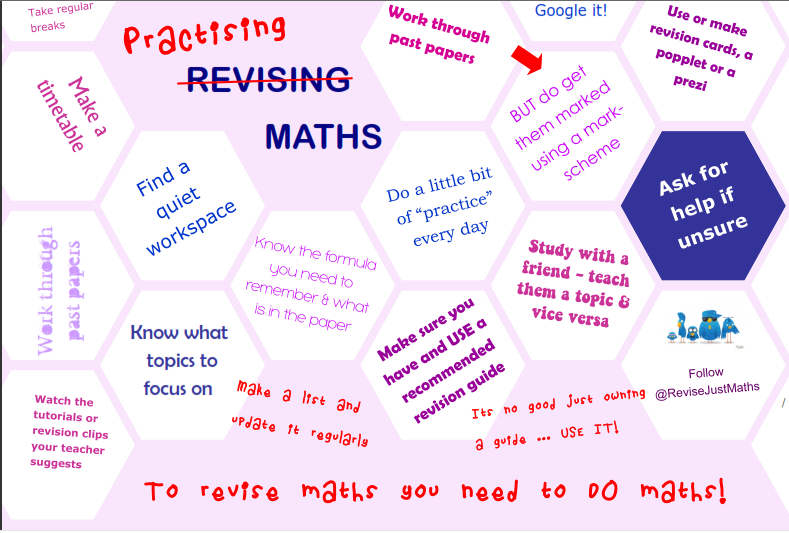 Take regular
breaks
Practising
REVISING
MATHS
Work through
past papers
Google it!
Use or make
revision cards, a
popplet or a
prezi
Make a
timetable
BUT do get
them marked
using a mark-
scheme
Find a
quiet
workspace
Do a little bit
of “practice”
every day
Ask for
help if
unsure
Work through
past papers
Know the formula
you need to
remember & what
is in the paper
Study with a
friend – teach
them a topic &
vice versa
Know what
topics to
focus on
Make sure you
have and USE a
recommended
revision guide
Follow
@ReviseJustMaths
Watch the
tutorials or
revision clips
your teacher
suggests
Make a list and
update it regularly
Its no good just owning
a guide ... USE IT!
To revise maths you need to DO maths!